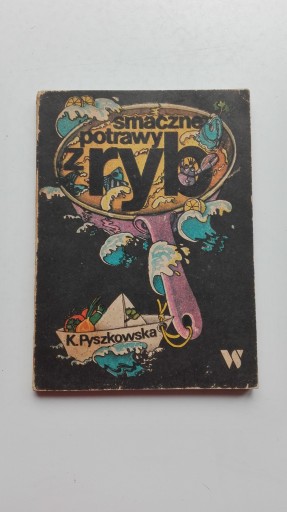 smaczne
potrawy
z ryb
K. Pyszkowska
W